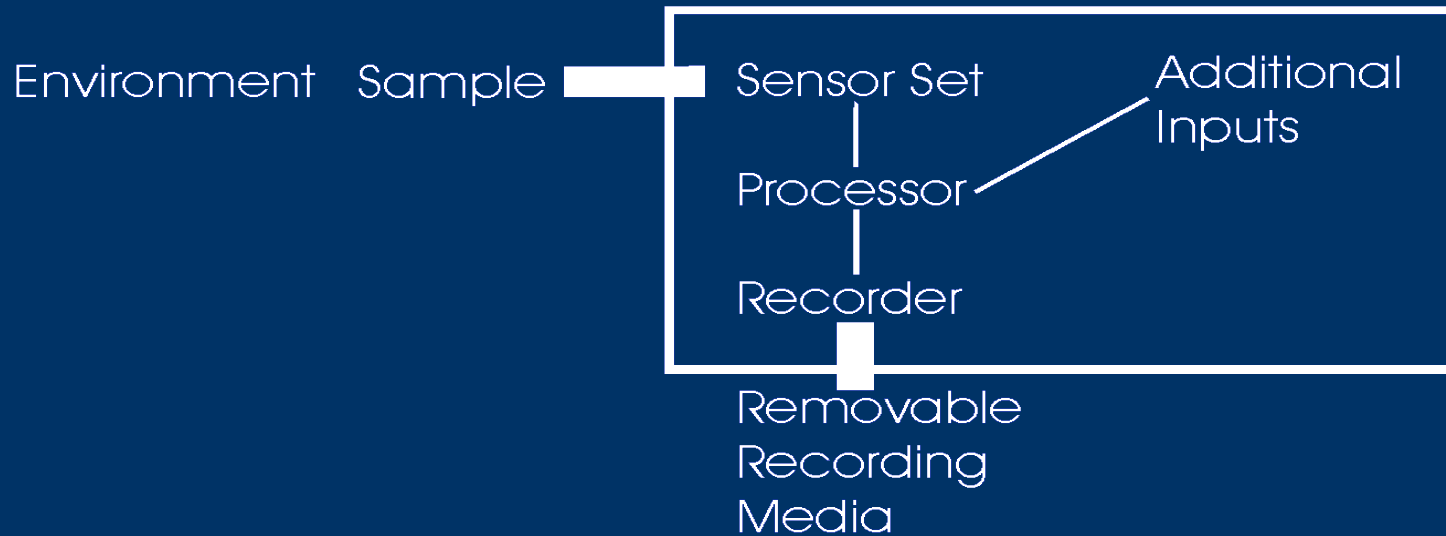 Environment
Sample
Sensor Set
Additional
Inputs
Processor
Recorder
Removable
Recording
Media